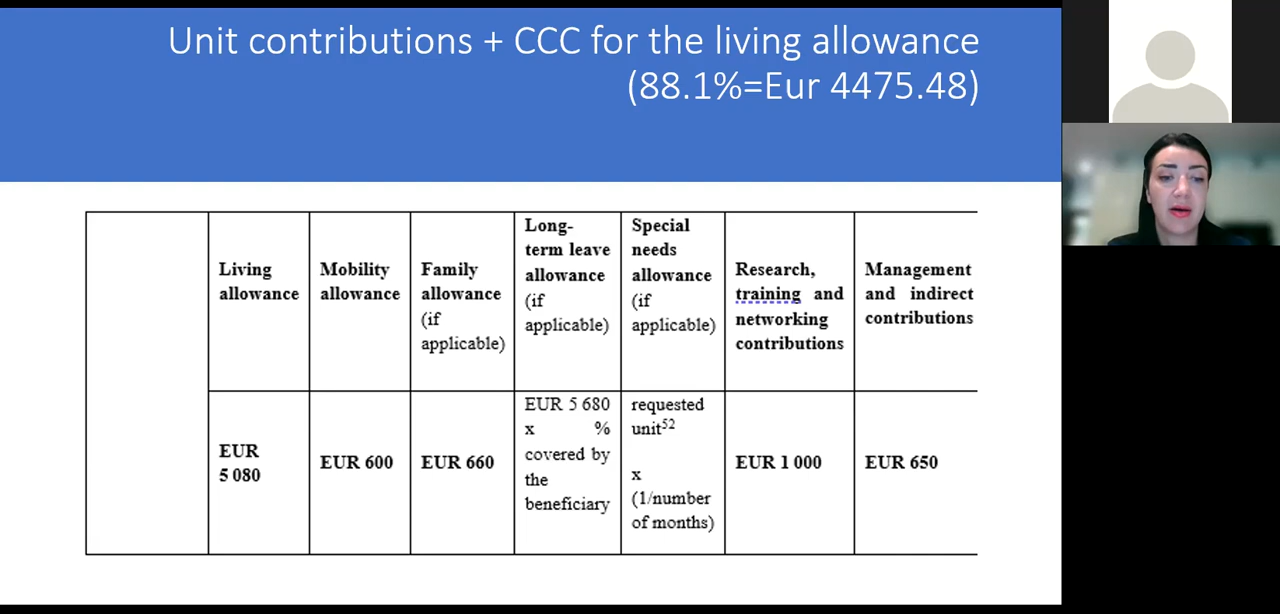 Unit contributions + CCC for the living allowance
(88.1%=Eur 4475.48)
Living
allowance
Mobility
allowance
Family
allowance
(if
applicable)
Long-
term leave
allowance
(if
applicable)
Special
needs
allowance
(if
applicable)
Research,
training and
networking
contributions
Management
and indirect
contributions
EUR
5 080
EUR 600
EUR 660
EUR 5 680
x %
covered by
the
beneficiary
requested
unit52
x
(1/number
of months)
EUR 1 000
EUR 650